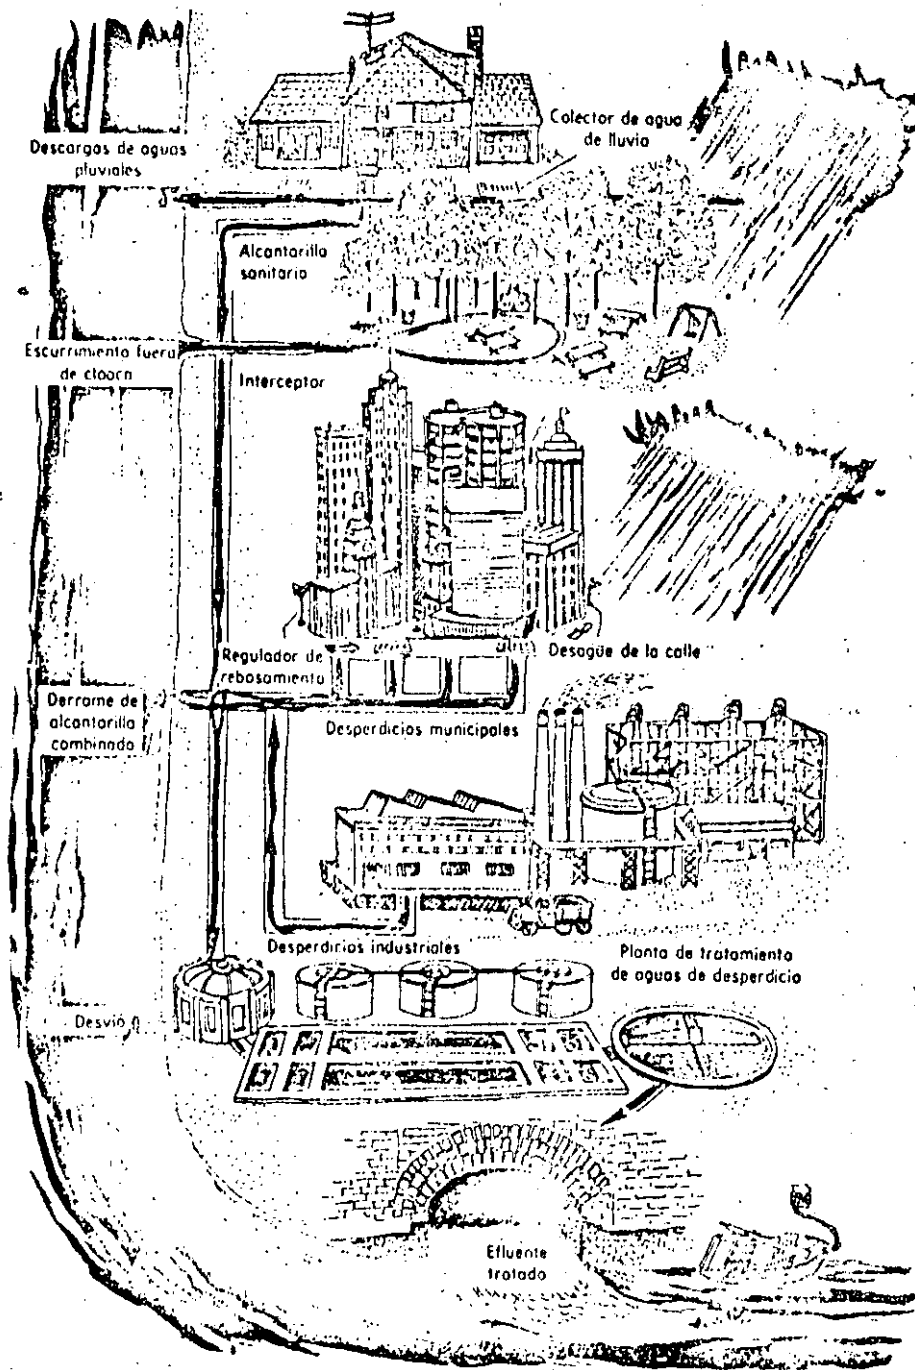 Colector de agua
de lluvia
Descargas de aguas
pluviales
Alcantarilla
sanitaria
Escurrimiento fuera
de cloaca
Interceptor
Regulador de
rebosamiento
Desagüe de la calle
Derrame de
alcantarilla
combinado
Desperdicios municipales
Desperdicios industriales
Planta de tratamiento
de aguas de desperdicio
Desvió
Efluente
tratado